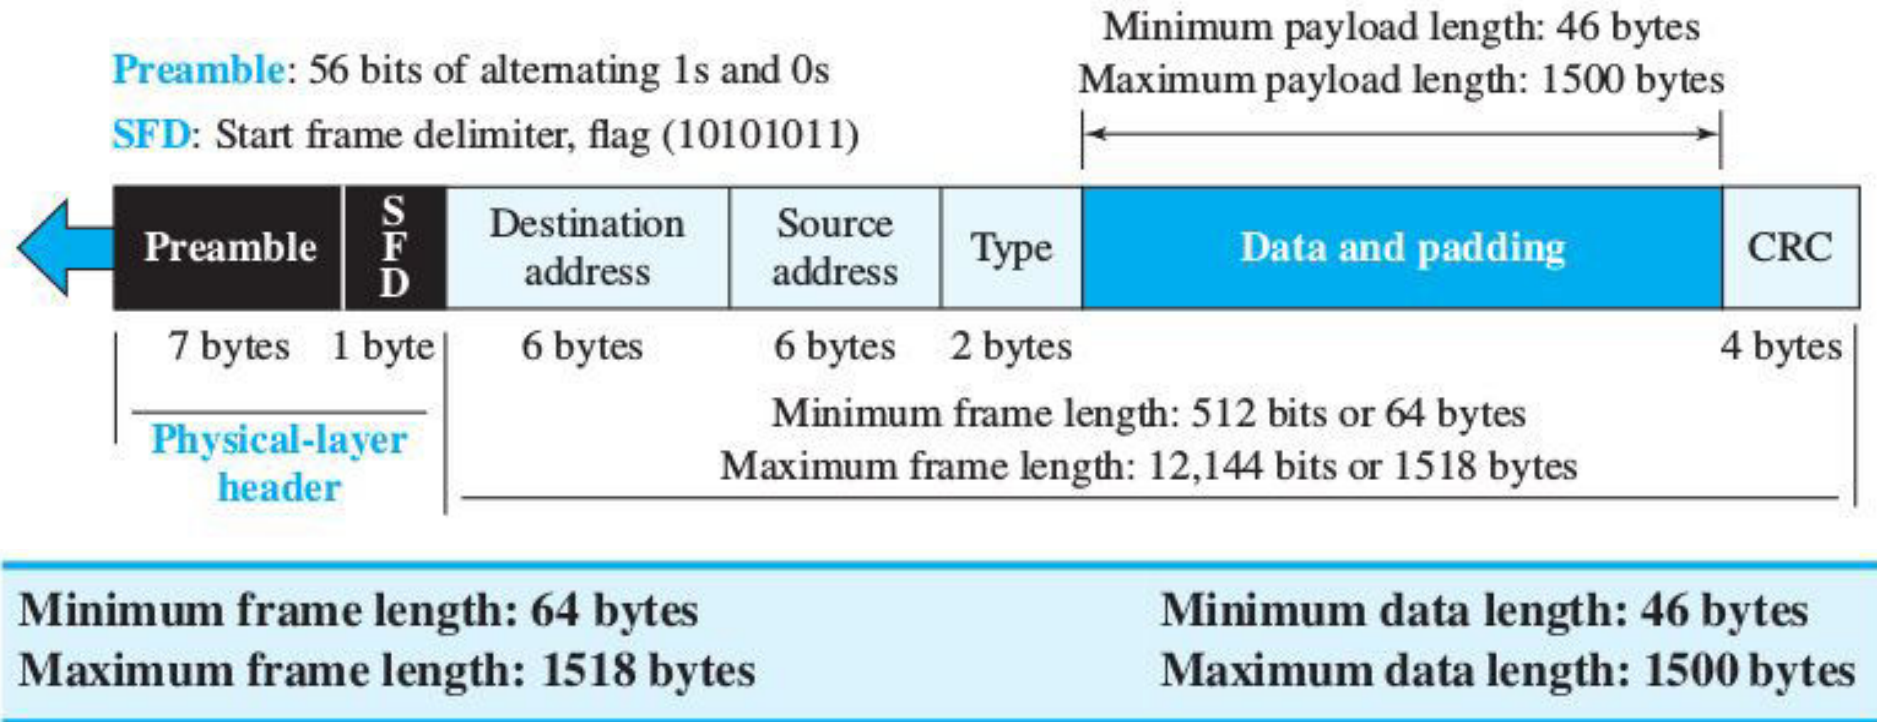 Minimum payload length: 46 bytes
Preamble: 56 bits of alternating 1s and 0s
Maximum payload length: 1500 bytes
SFD: Start frame delimiter, flag (10101011)
Preamble
S
F
D
Destination
address
Source
address
Type
Data and padding
CRC
7 bytes 1 byte 6 bytes 6 bytes 2 bytes 4 bytes
Physical-layer
header
Minimum frame length: 512 bits or 64 bytes
Maximum frame length: 12,144 bits or 1518 bytes
Minimum frame length: 64 bytes
Maximum frame length: 1518 bytes
Minimum data length: 46 bytes
Maximum data length: 1500 bytes